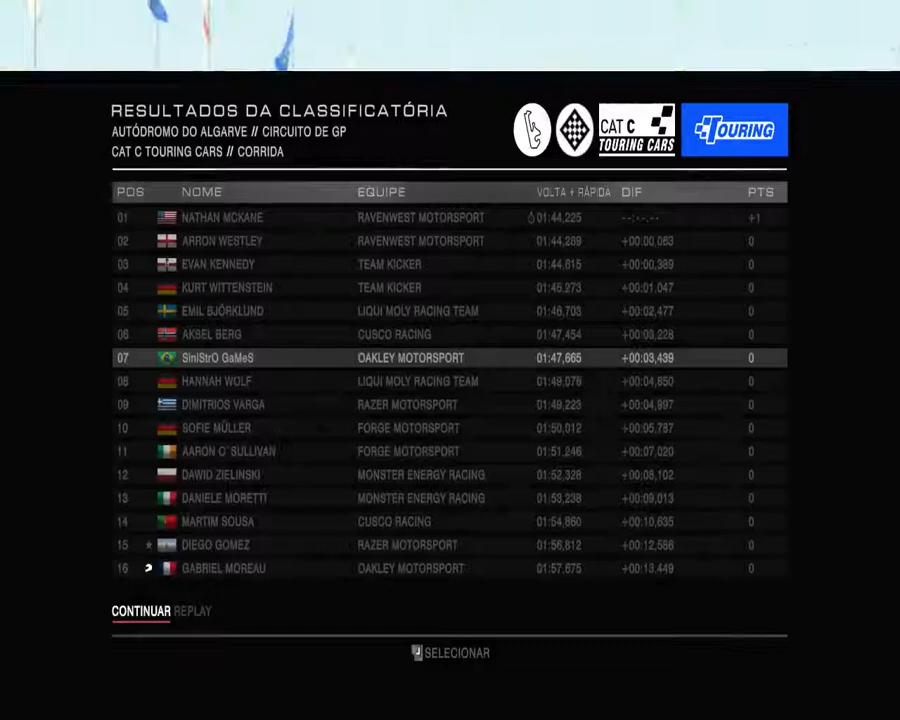 RESULTADOS DA CLASSIFICATÓRIA
AUTÓDROMO DO ALGARVE // CIRCUITO DE GP
CAT C TOURING CARS // CORRIDA
CAT C
TOURING CARS
TOURING
POS NOME EQUIPE VOLTA + RÁPIDA DIF PTS
01 NATHAN MCKANE RAVENWEST MOTORSPORT 01:44,225 --:--.-- +1
02 ARRON WESTLEY RAVENWEST MOTORSPORT 01:44,289 +00:00,063 0
03 EVAN KENNEDY TEAM KICKER 01:44,615 +00:00,389 0
04 KURT WITTENSTEIN TEAM KICKER 01:45,273 +00:01,047 0
05 EMIL BJÖRKLUND LIQUI MOLY RACING TEAM 01:46,703 +00:02,477 0
06 AKSEL BERG CUSCO RACING 01:47,454 +00:03,228 0
07 SiniStrO GaMeS OAKLEY MOTORSPORT 01:47,665 +00:03,439 0
08 HANNAH WOLF LIQUI MOLY RACING TEAM 01:49,076 +00:04,850 0
09 DIMITRIOS VARGA RAZER MOTORSPORT 01:49,223 +00:04,997 0
10 SOFIE MÜLLER FORGE MOTORSPORT 01:50,012 +00:05,787 0
11 AARON O´SULLIVAN FORGE MOTORSPORT 01:51,246 +00:07,020 0
12 DAWID ZIELINSKI MONSTER ENERGY RACING 01:52,328 +00:08,102 0
13 DANIELE MORETTI MONSTER ENERGY RACING 01:53,238 +00:09,013 0
14 MARTIM SOUSA CUSCO RACING 01:54,860 +00:10,635 0
15 DIEGO GOMEZ RAZER MOTORSPORT 01:56,812 +00:12,586 0
16 GABRIEL MOREAU OAKLEY MOTORSPORT 01:57,675 +00:13,449 0
CONTINUAR REPLAY
SELECIONAR